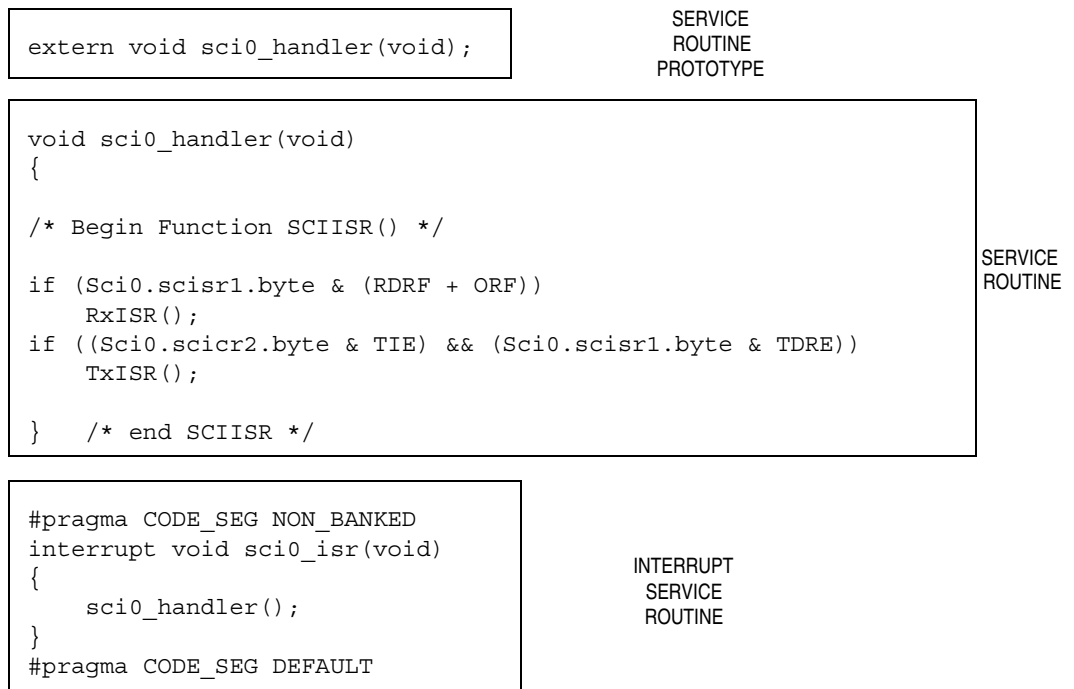 extern void sci0_handler(void);
SERVICE
ROUTINE
PROTOTYPE
void sci0_handler(void)
{
/* Begin Function SCIISR() */
if (Sci0.scisr1.byte & (RDRF + ORF))
    RxISR();
if ((Sci0.scicr2.byte & TIE) && (Sci0.scisr1.byte & TDRE))
    TxISR();
}   /* end SCIISR */
SERVICE
ROUTINE
#pragma CODE_SEG NON_BANKED
interrupt void sci0_isr(void)
{
    sci0_handler();
}
#pragma CODE_SEG DEFAULT
INTERRUPT
SERVICE
ROUTINE